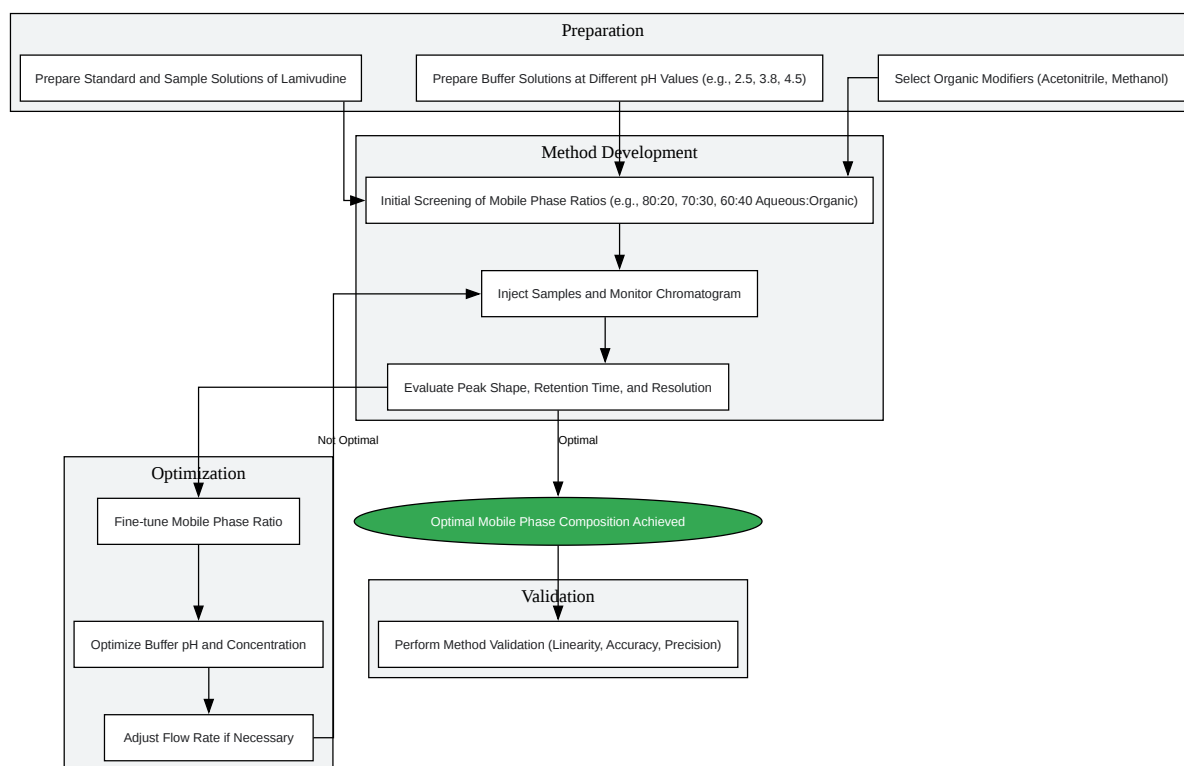 Preparation
Prepare Standard and Sample Solutions of Lamivudine
Prepare Buffer Solutions at Different pH Values (e.g., 2.5, 3.8, 4.5)
Select Organic Modifiers (Acetonitrile, Methanol)
Method Development
Initial Screening of Mobile Phase Ratios (e.g., 80:20, 70:30, 60:40 Aqueous:Organic)
Inject Samples and Monitor Chromatogram
Evaluate Peak Shape, Retention Time, and Resolution
Not Optimal
Optimal
Optimization
Fine-tune Mobile Phase Ratio
Optimal Mobile Phase Composition Achieved
Validation
Optimize Buffer pH and Concentration
Perform Method Validation (Linearity, Accuracy, Precision)
Adjust Flow Rate if Necessary